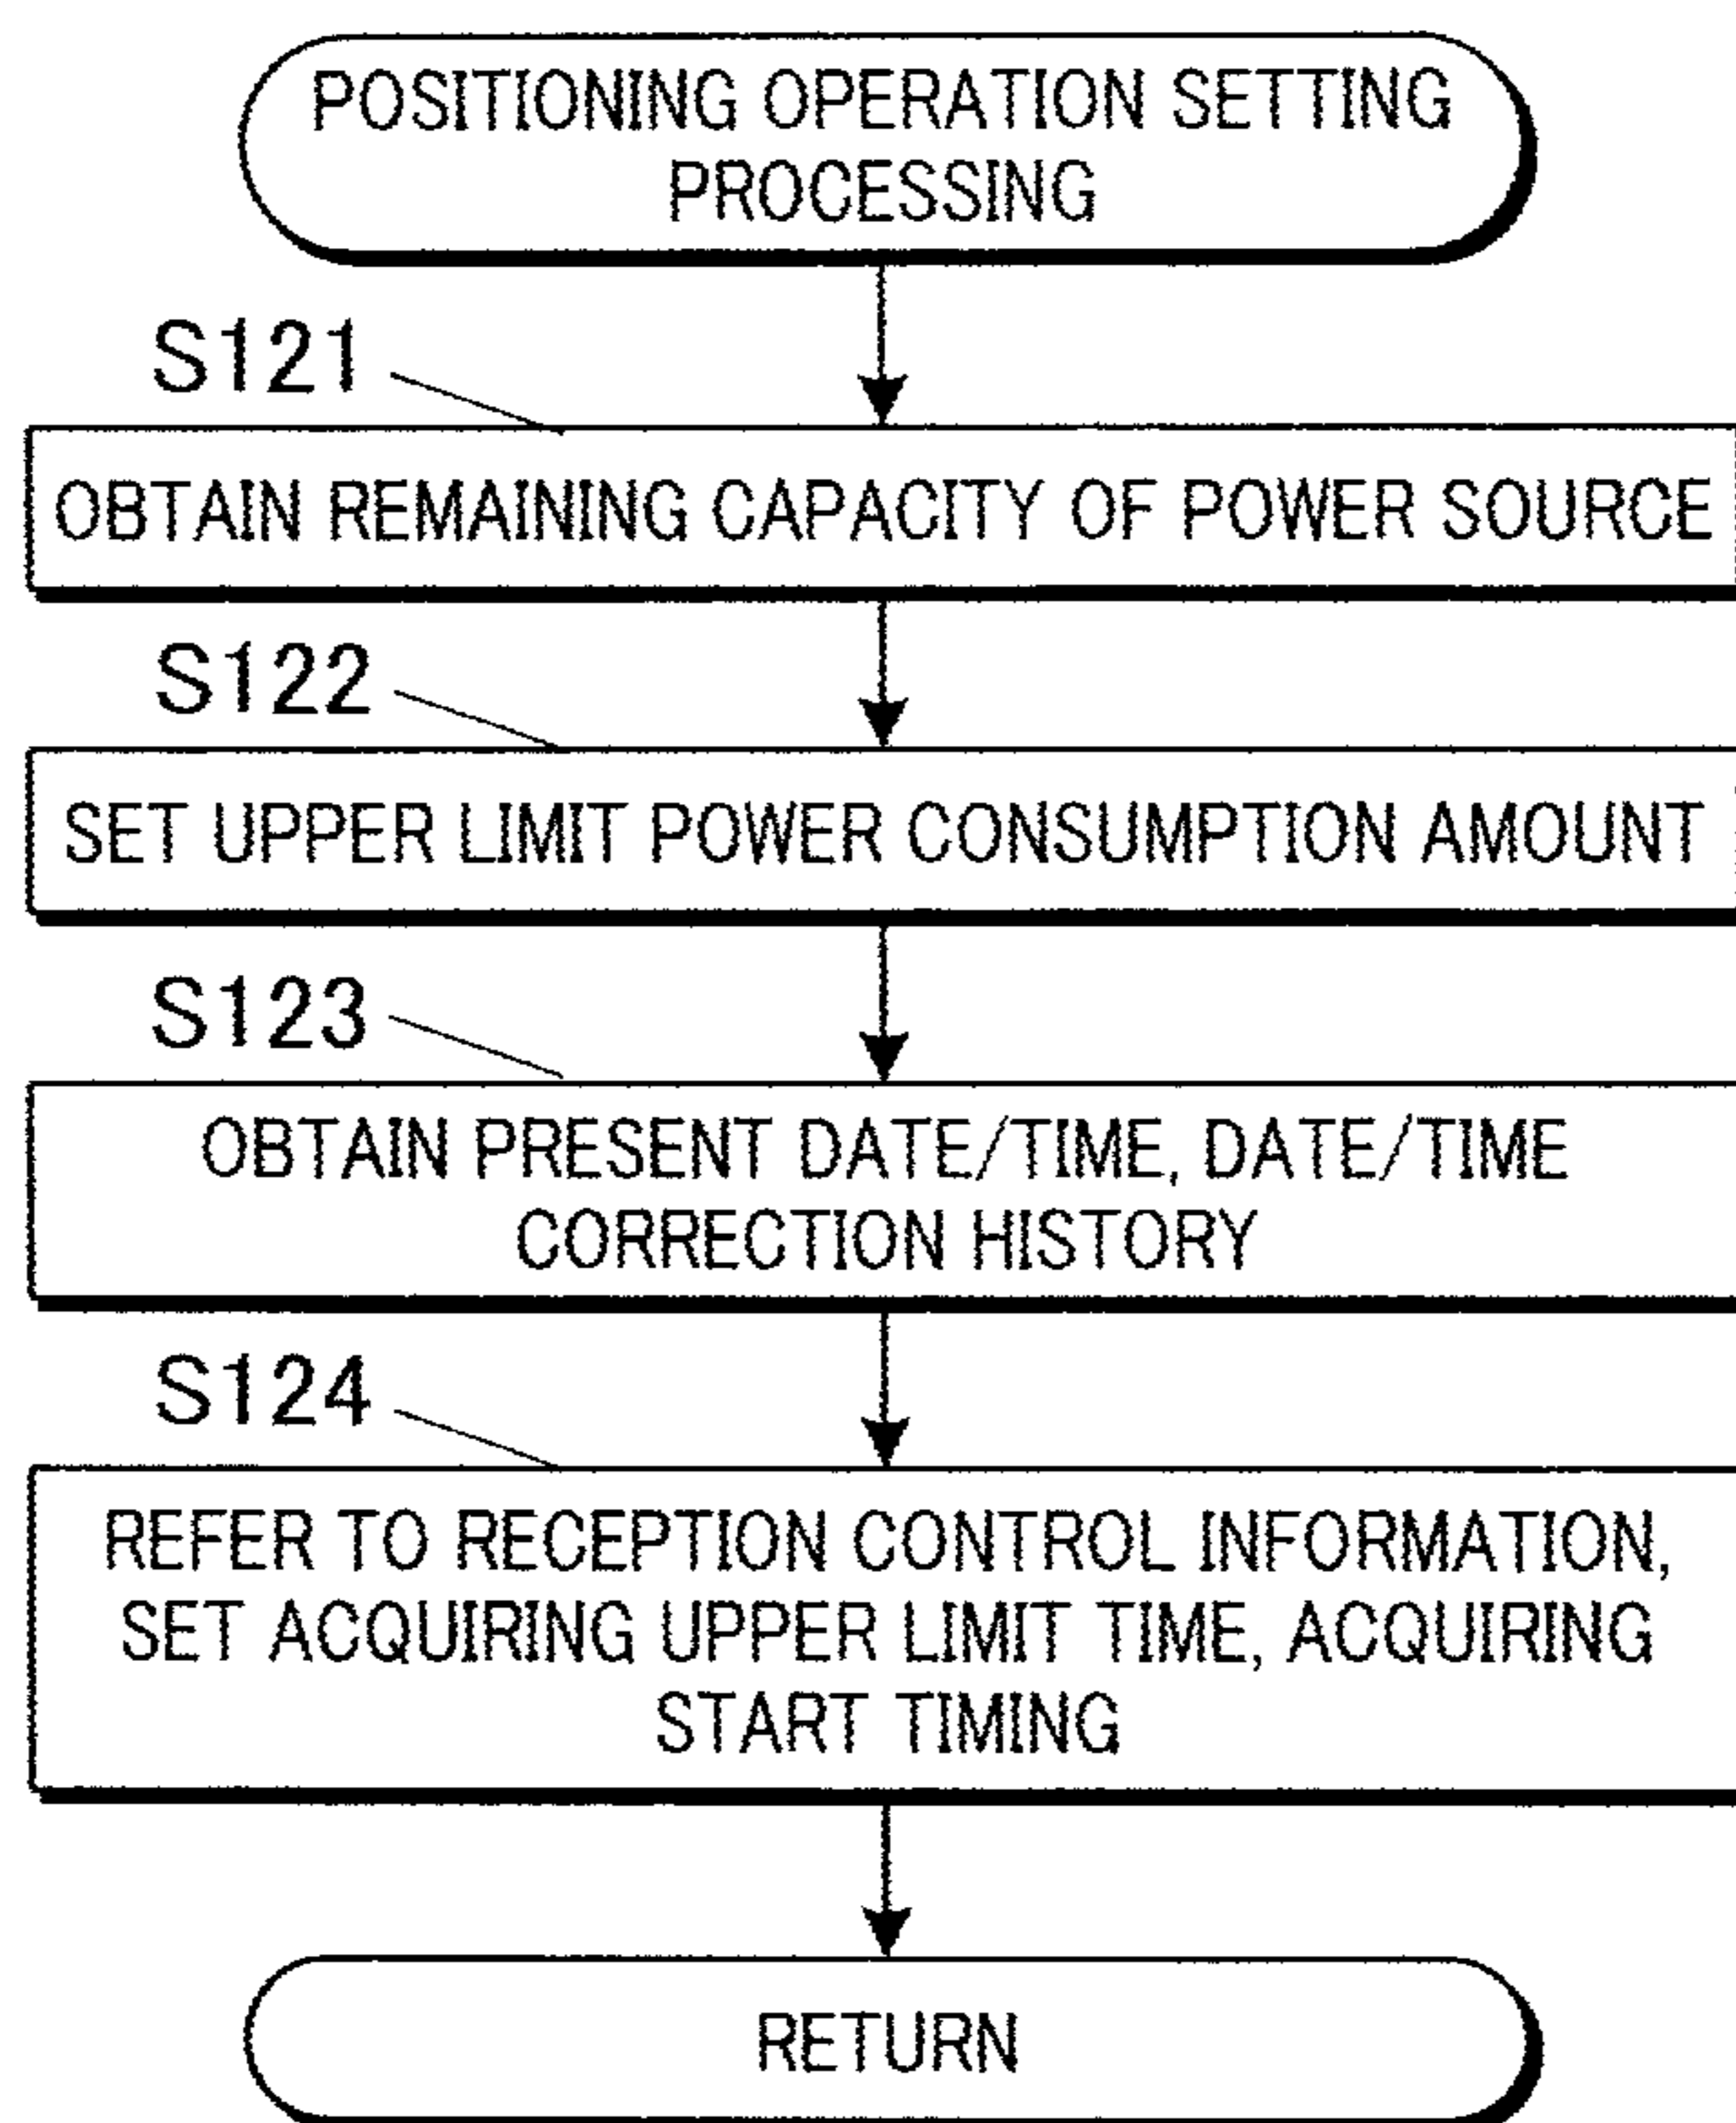 POSITIONING OPERATION SETTING
PROCESSING
S121
OBTAIN REMAINING CAPACITY OF POWER SOURCE
S122
SET UPPER LIMIT POWER CONSUMPTION AMOUNT
S123
OBTAIN PRESENT DATE/TIME, DATE/TIME
CORRECTION HISTORY
S124
REFER TO RECEPTION CONTROL INFORMATION,
SET ACQUIRING UPPER LIMIT TIME, ACQUIRING
START TIMING
RETURN